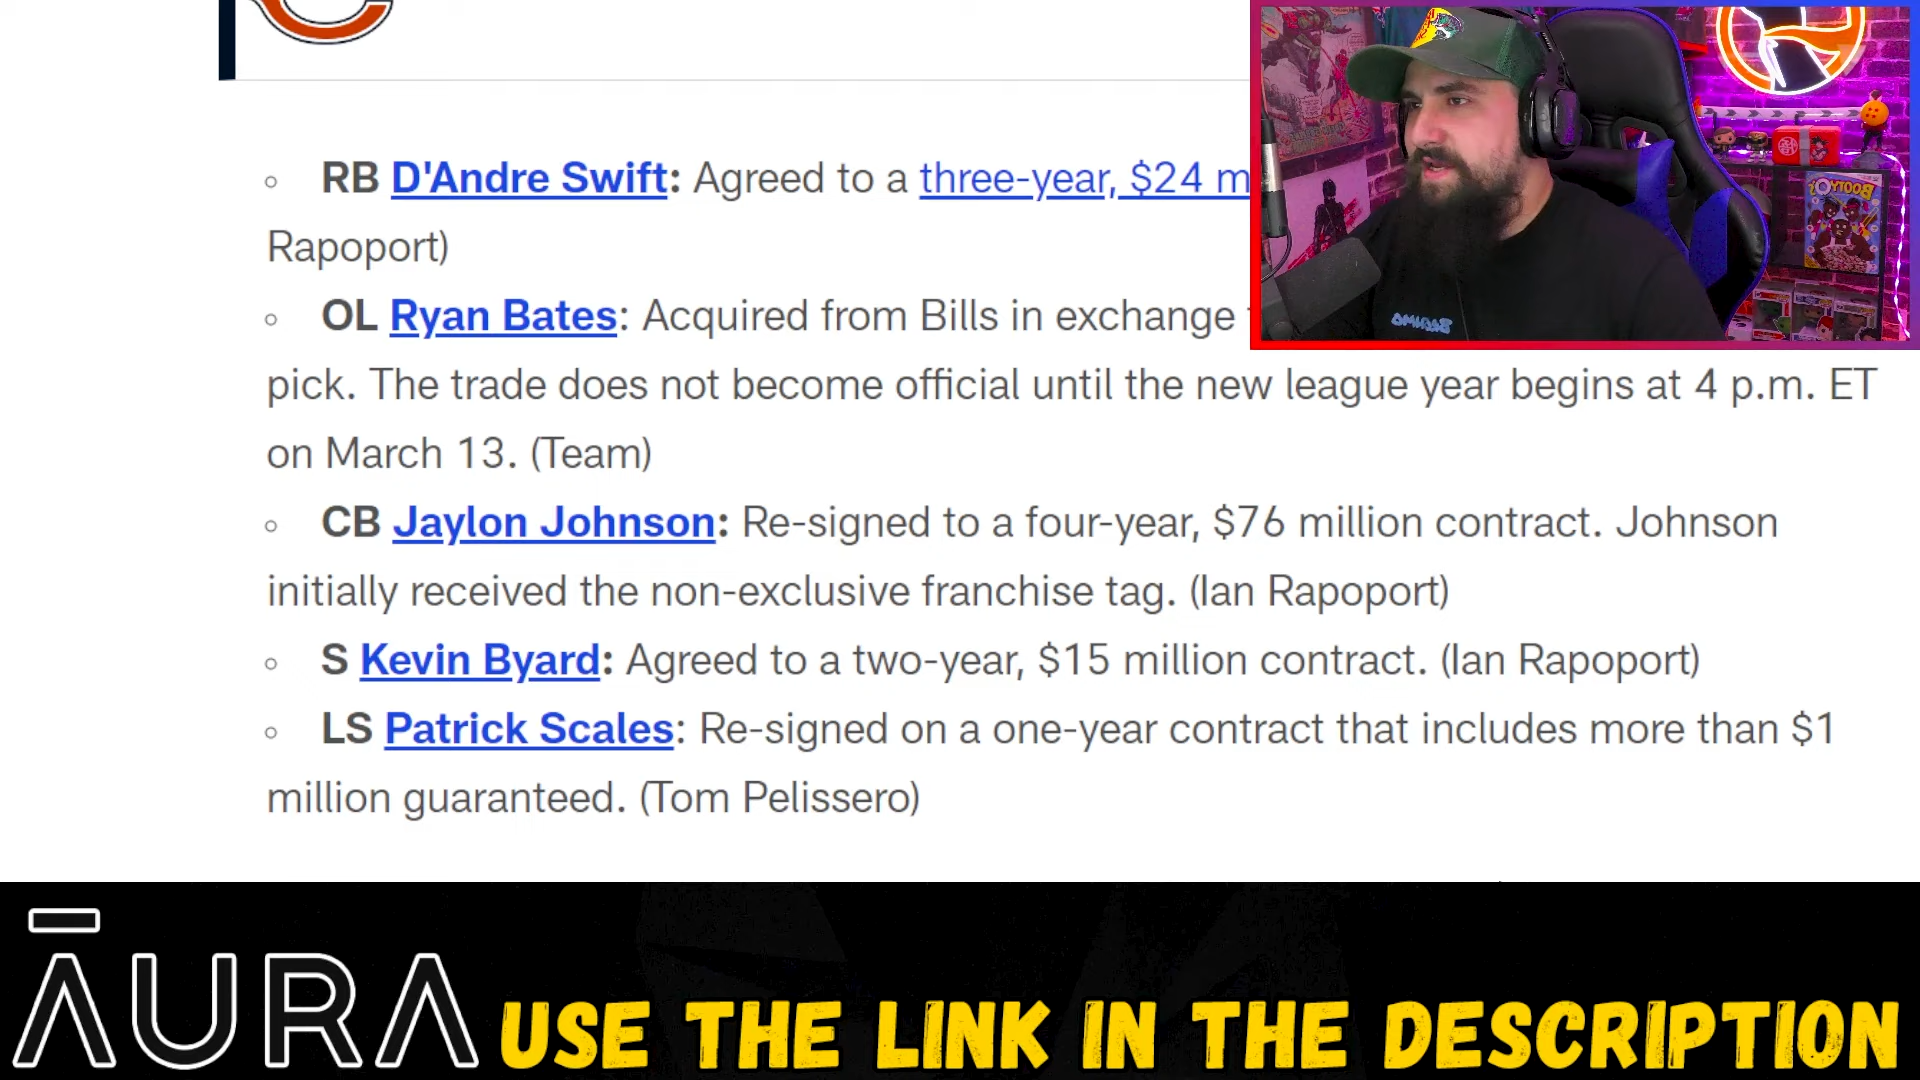 RB D'Andre Swift: Agreed to a three-year, $24 m
Rapoport)
OL Ryan Bates: Acquired from Bills in exchange
pick. The trade does not become official until the new league year begins at 4 p.m. ET
on March 13. (Team)
CB Jaylon Johnson: Re-signed to a four-year, $76 million contract. Johnson
initially received the non-exclusive franchise tag. (Ian Rapoport)
S Kevin Byard: Agreed to a two-year, $15 million contract. (Ian Rapoport)
LS Patrick Scales: Re-signed on a one-year contract that includes more than $1
million guaranteed. (Tom Pelissero)
ĀURA USE THE LINK IN THE DESCRIPTION